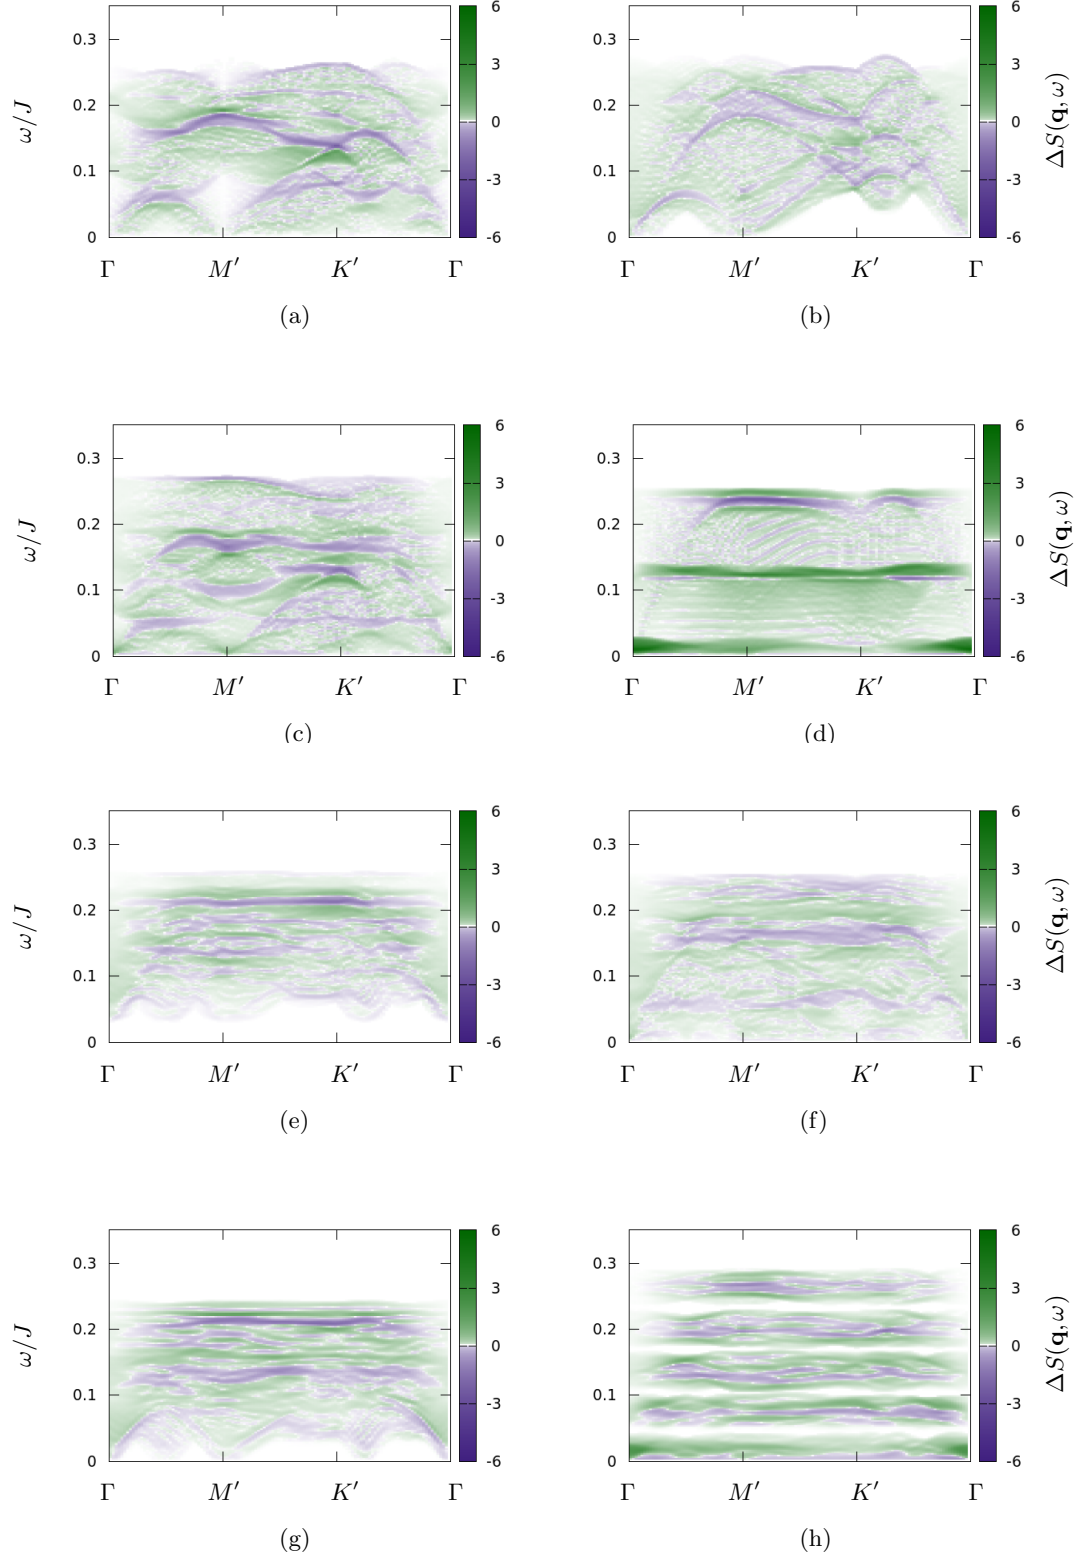 0.3 0.2 0.1 0 ω/J 6 3 0 -3 -6 Γ M′ K′ Γ
(a)
0.3 0.2 0.1 0 6 3 0 -3 -6 ΔS(q, ω) Γ M′ K′ Γ
(b)
0.3 0.2 0.1 0 ω/J 6 3 0 -3 -6 Γ M′ K′ Γ
(c)
0.3 0.2 0.1 0 6 3 0 -3 -6 ΔS(q, ω) Γ M′ K′ Γ
(d)
0.3 0.2 0.1 0 ω/J 6 3 0 -3 -6 Γ M′ K′ Γ
(e)
0.3 0.2 0.1 0 6 3 0 -3 -6 ΔS(q, ω) Γ M′ K′ Γ
(f)
0.3 0.2 0.1 0 ω/J 6 3 0 -3 -6 Γ M′ K′ Γ
(g)
0.3 0.2 0.1 0 6 3 0 -3 -6 ΔS(q, ω) Γ M′ K′ Γ
(h)